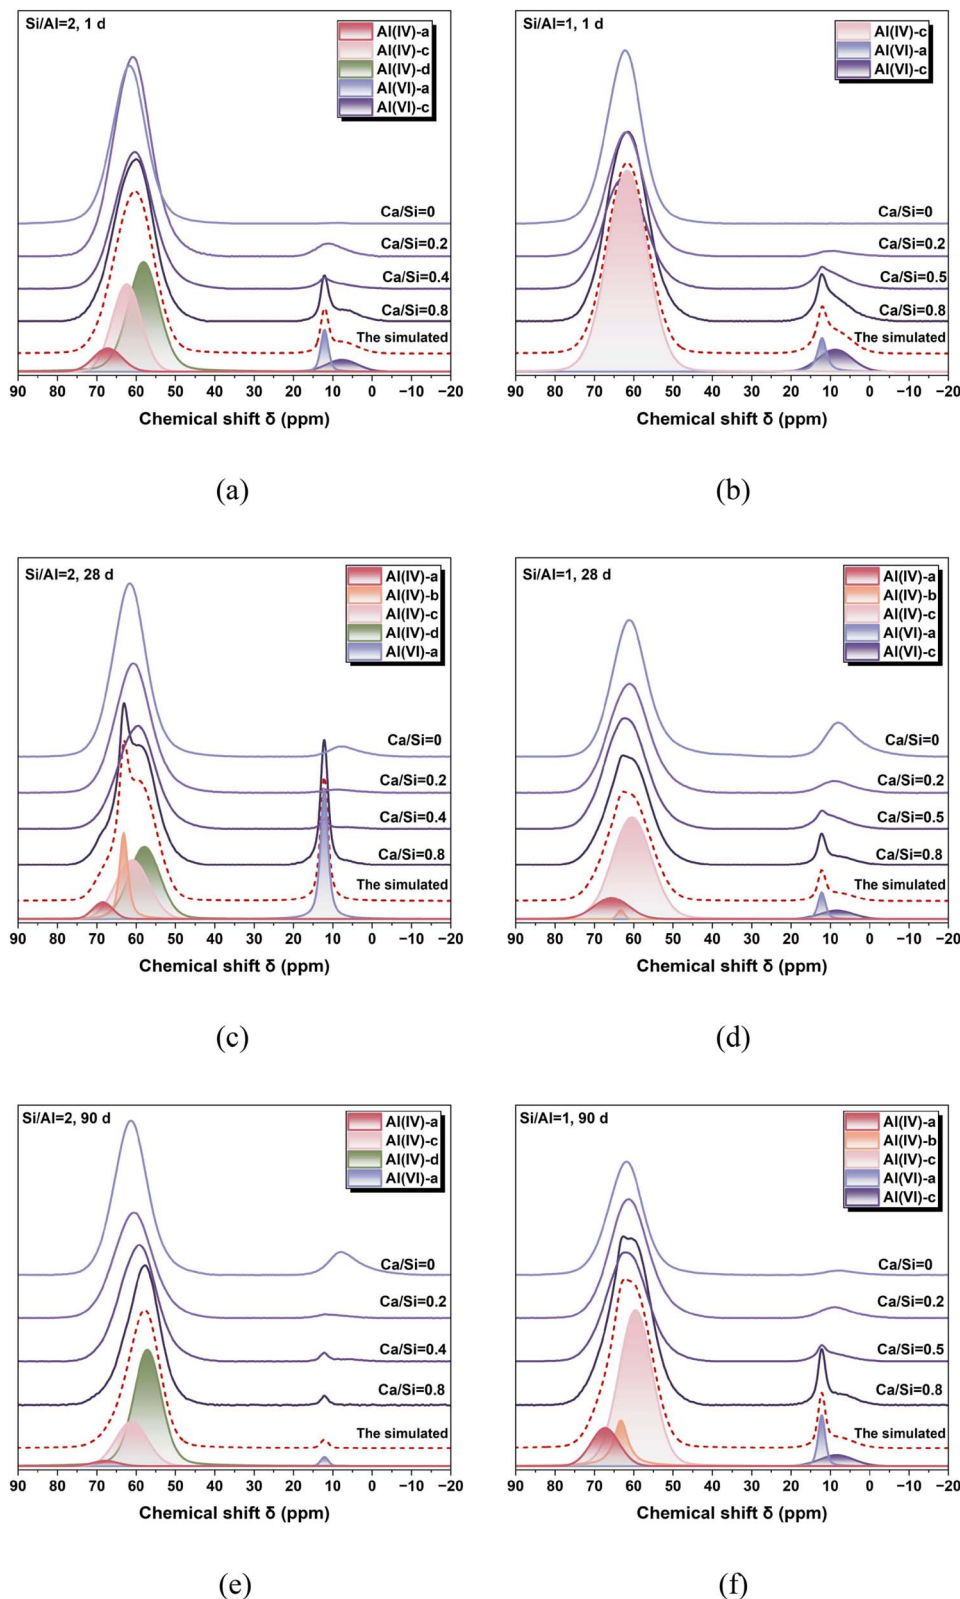 Si/Al=2, 1 d
Al(IV)-a
Al(IV)-c
Al(IV)-d
Al(VI)-a
Al(VI)-c
Ca/Si=0
Ca/Si=0.2
Ca/Si=0.4
Ca/Si=0.8
The simulated
90 80 70 60 50 40 30 20 10 0 −10 −20
Chemical shift δ (ppm)
(a)
Si/Al=1, 1 d
Al(IV)-c
Al(VI)-a
Al(VI)-c
Ca/Si=0
Ca/Si=0.2
Ca/Si=0.5
Ca/Si=0.8
The simulated
90 80 70 60 50 40 30 20 10 0 −10 −20
Chemical shift δ (ppm)
(b)
Si/Al=2, 28 d
Al(IV)-a
Al(IV)-b
Al(IV)-c
Al(IV)-d
Al(VI)-a
Ca/Si=0
Ca/Si=0.2
Ca/Si=0.4
Ca/Si=0.8
The simulated
90 80 70 60 50 40 30 20 10 0 −10 −20
Chemical shift δ (ppm)
(c)
Si/Al=1, 28 d
Al(IV)-a
Al(IV)-b
Al(IV)-c
Al(VI)-a
Al(VI)-c
Ca/Si=0
Ca/Si=0.2
Ca/Si=0.5
Ca/Si=0.8
The simulated
90 80 70 60 50 40 30 20 10 0 −10 −20
Chemical shift δ (ppm)
(d)
Si/Al=2, 90 d
Al(IV)-a
Al(IV)-c
Al(IV)-d
Al(VI)-a
Ca/Si=0
Ca/Si=0.2
Ca/Si=0.4
Ca/Si=0.8
The simulated
90 80 70 60 50 40 30 20 10 0 −10 −20
Chemical shift δ (ppm)
(e)
Si/Al=1, 90 d
Al(IV)-a
Al(IV)-b
Al(IV)-c
Al(VI)-a
Al(VI)-c
Ca/Si=0
Ca/Si=0.2
Ca/Si=0.5
Ca/Si=0.8
The simulated
90 80 70 60 50 40 30 20 10 0 −10 −20
Chemical shift δ (ppm)
(f)